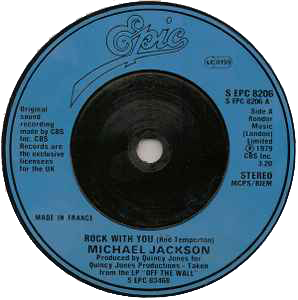 Epic
LC 0199
S EPC 8206
S EPC 8206 A
Side A
Rondor
Music
(London)
Limited
Ⓟ 1979
CBS Inc.
3.20
STEREO
MCPS/BIEM
Original
sound
recording
made by CBS
Inc. CBS
Records are
the exclusive
licensees
for the UK
MADE IN FRANCE
ROCK WITH YOU (Rod Temperton)
MICHAEL JACKSON
Produced by Quincy Jones for
Quincy Jones Productions - Taken
from the LP "OFF THE WALL"
S EPC 83468